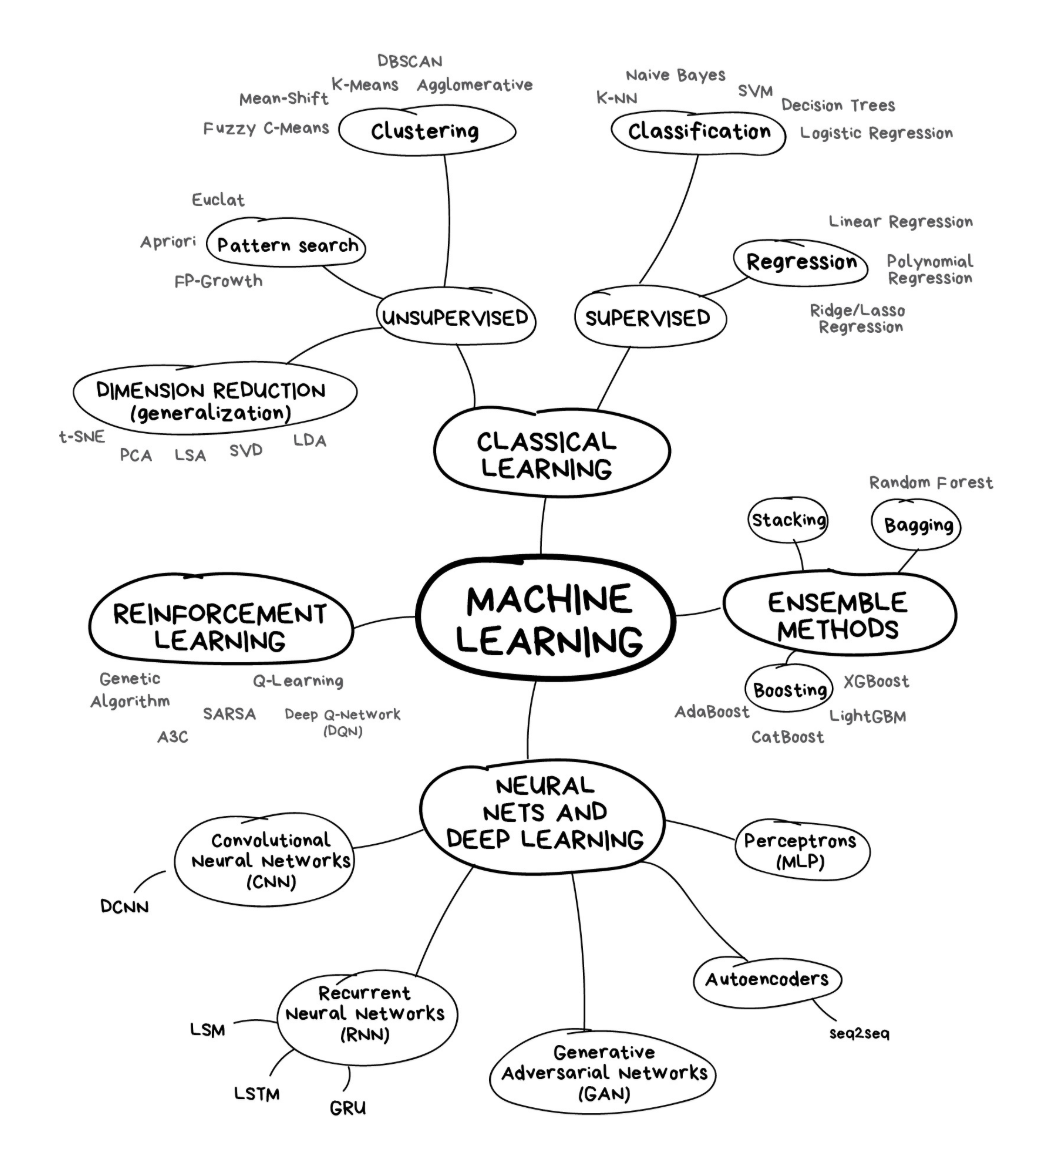 DBSCAN
K-Means
Agglomerative
Mean-Shift
Fuzzy C-Means
Clustering
Naive Bayes
K-NN
SVM
Decision Trees
Classification
Logistic Regression
Euclat
Apriori
Pattern search
FP-Growth
Linear Regression
Regression
Polynomial
Regression
Ridge/Lasso
Regression
UNSUPERVISED
SUPERVISED
DIMENSION REDUCTION
(generalization)
t-SNE
PCA
LSA
SVD
LDA
CLASSICAL
LEARNING
Random Forest
Stacking
Bagging
MACHINE
LEARNING
REINFORCEMENT
LEARNING
ENSEMBLE
METHODS
Genetic
Algorithm
Q-Learning
SARSA
Deep Q-Network
(DQN)
A3C
Boosting
XGBoost
AdaBoost
LightGBM
CatBoost
NEURAL
NETS AND
DEEP LEARNING
Convolutional
Neural Networks
(CNN)
DCNN
Perceptrons
(MLP)
Autoencoders
seq2seq
Recurrent
Neural Networks
(RNN)
LSM
LSTM
GRU
Generative
Adversarial Networks
(GAN)